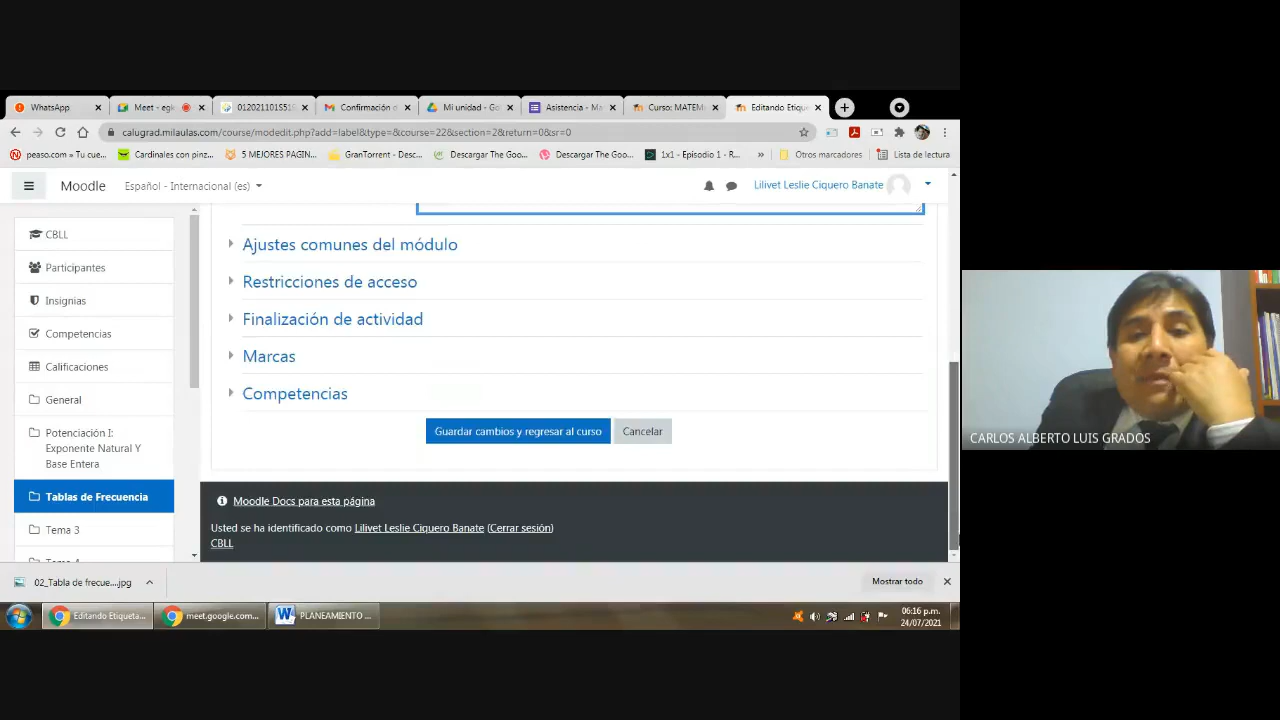 WhatsApp
Meet - egk
012021101S515
Confirmación d
Mi unidad - Go
Asistencia - Ma
Curso: MATEM
Editando Etique
calugrad.milaulas.com/course/modedit.php?add=label&type=&course=22&section=2&return=0&sr=0
peaso.com » Tu cue...
Cardinales con pinz...
5 MEJORES PAGIN...
GranTorrent - Desc...
Descargar The Goo...
Descargar The Goo...
1x1 - Episodio 1 - R...
»
Otros marcadores
Lista de lectura
Moodle
Español - Internacional (es)
Lilivet Leslie Ciquero Banate
CBLL
Participantes
Insignias
Competencias
Calificaciones
General
Potenciación I:
Exponente Natural Y
Base Entera
Tablas de Frecuencia
Tema 3
Ajustes comunes del módulo
Restricciones de acceso
Finalización de actividad
Marcas
Competencias
Guardar cambios y regresar al curso
Cancelar
Moodle Docs para esta página
Usted se ha identificado como Lilivet Leslie Ciquero Banate (Cerrar sesión)
CBLL
02_Tabla de frecue....jpg
Mostrar todo
Editando Etiqueta...
meet.google.com...
PLANEAMIENTO ...
06:16 p.m.
24/07/2021
CARLOS ALBERTO LUIS GRADOS